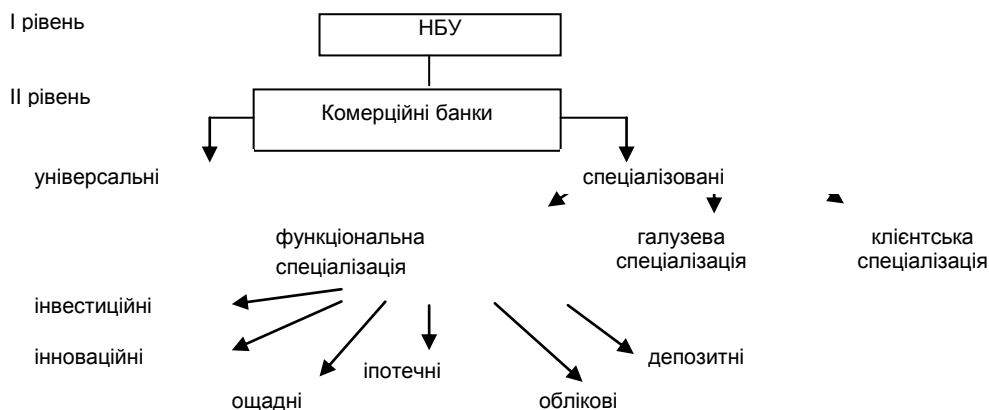 І рівень
НБУ
ІІ рівень
Комерційні банки
універсальні
спеціалізовані
функціональна
спеціалізація
галузева
спеціалізація
клієнтська
спеціалізація
інвестиційні
інноваційні
ощадні
іпотечні
облікові
депозитні